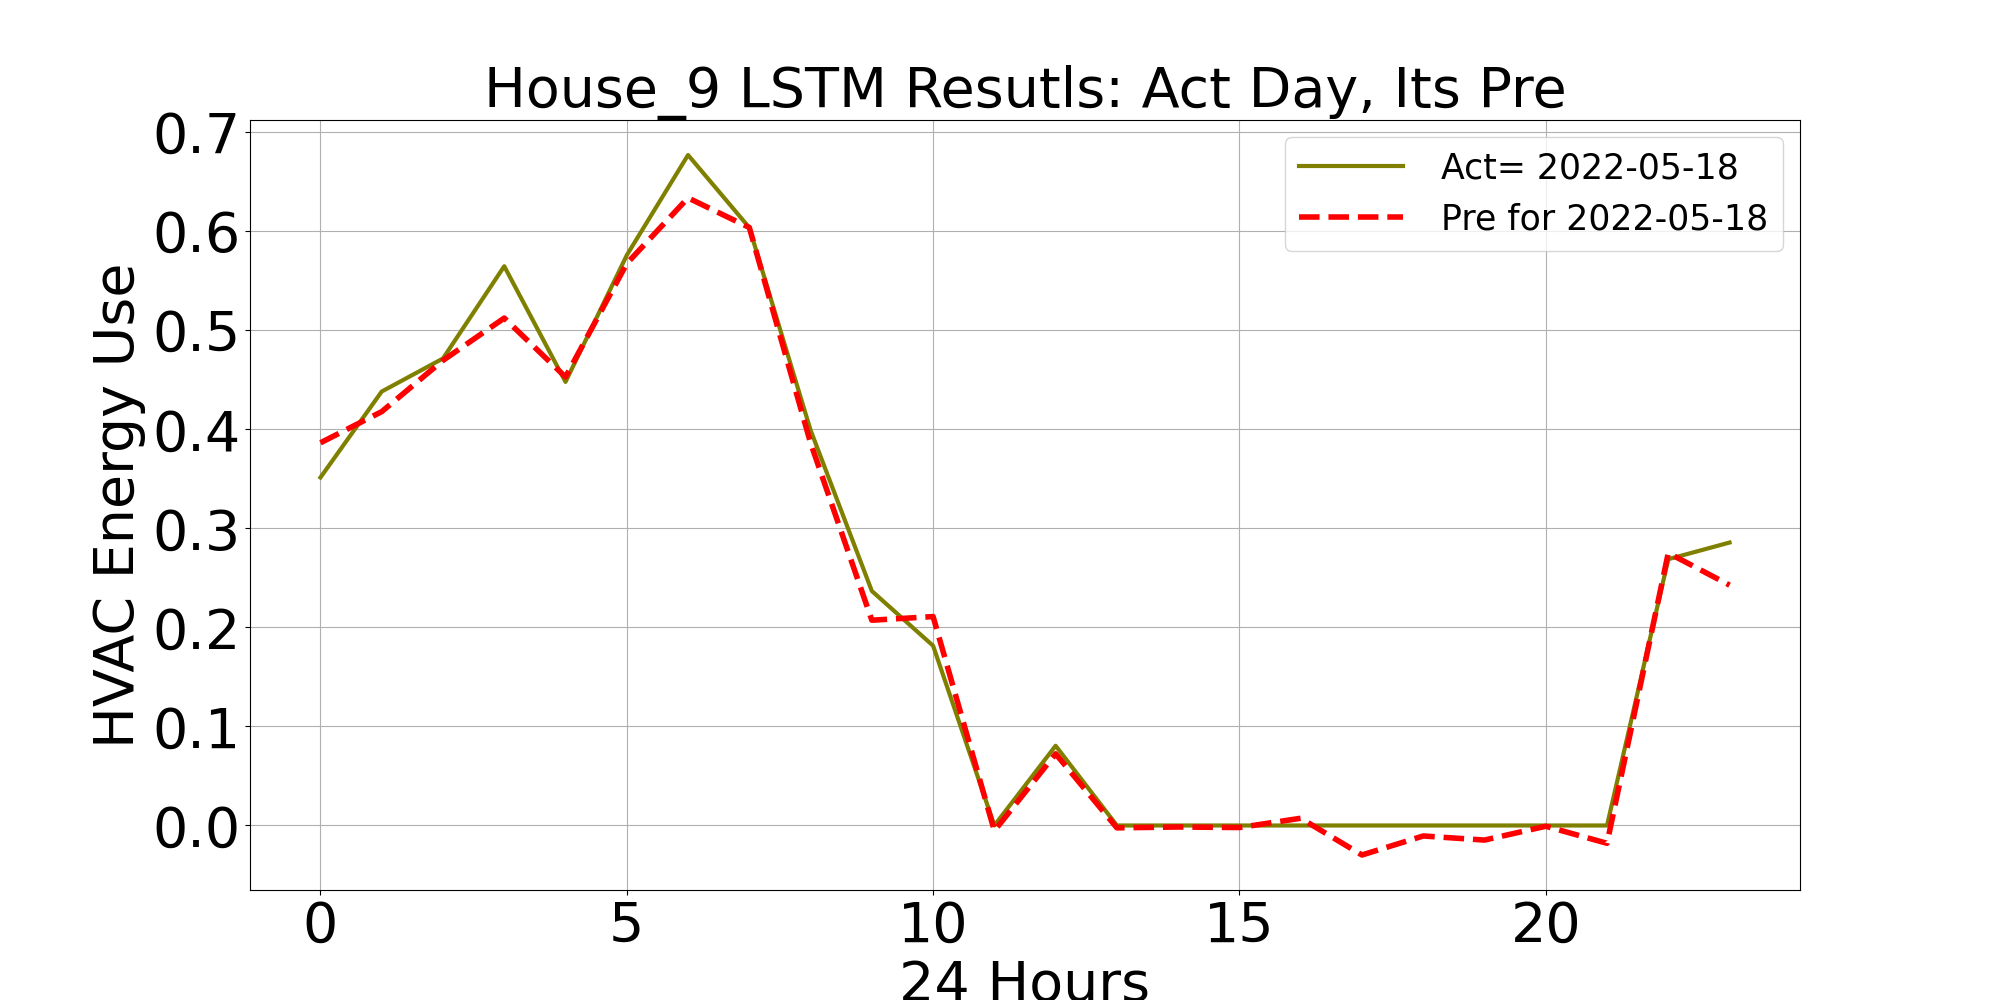 House_9 LSTM Resutls: Act Day, Its Pre
Act= 2022-05-18
Pre for 2022-05-18
HVAC Energy Use
0.7
0.6
0.5
0.4
0.3
0.2
0.1
0.0
0 5 10 15 20
24 Hours